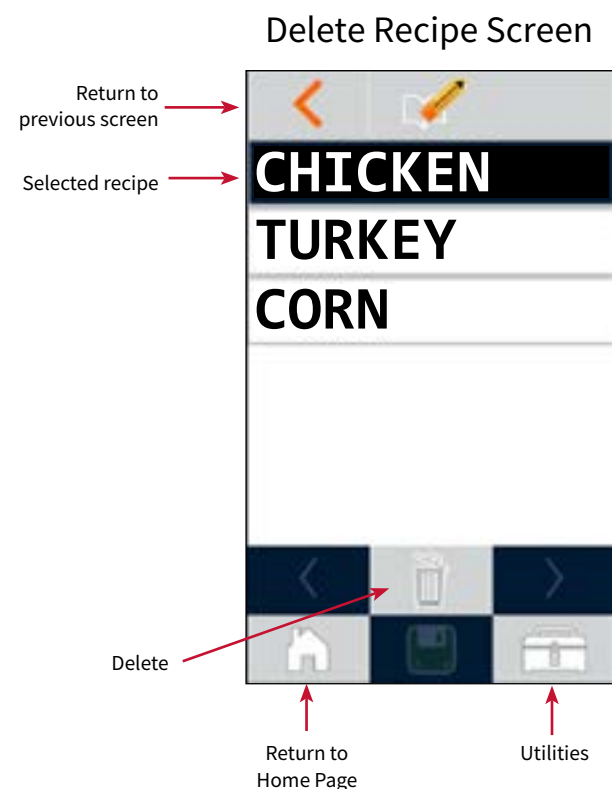 Delete Recipe Screen
Return to
previous screen
Selected recipe
CHICKEN
TURKEY
CORN
Delete
Return to
Home Page
Utilities